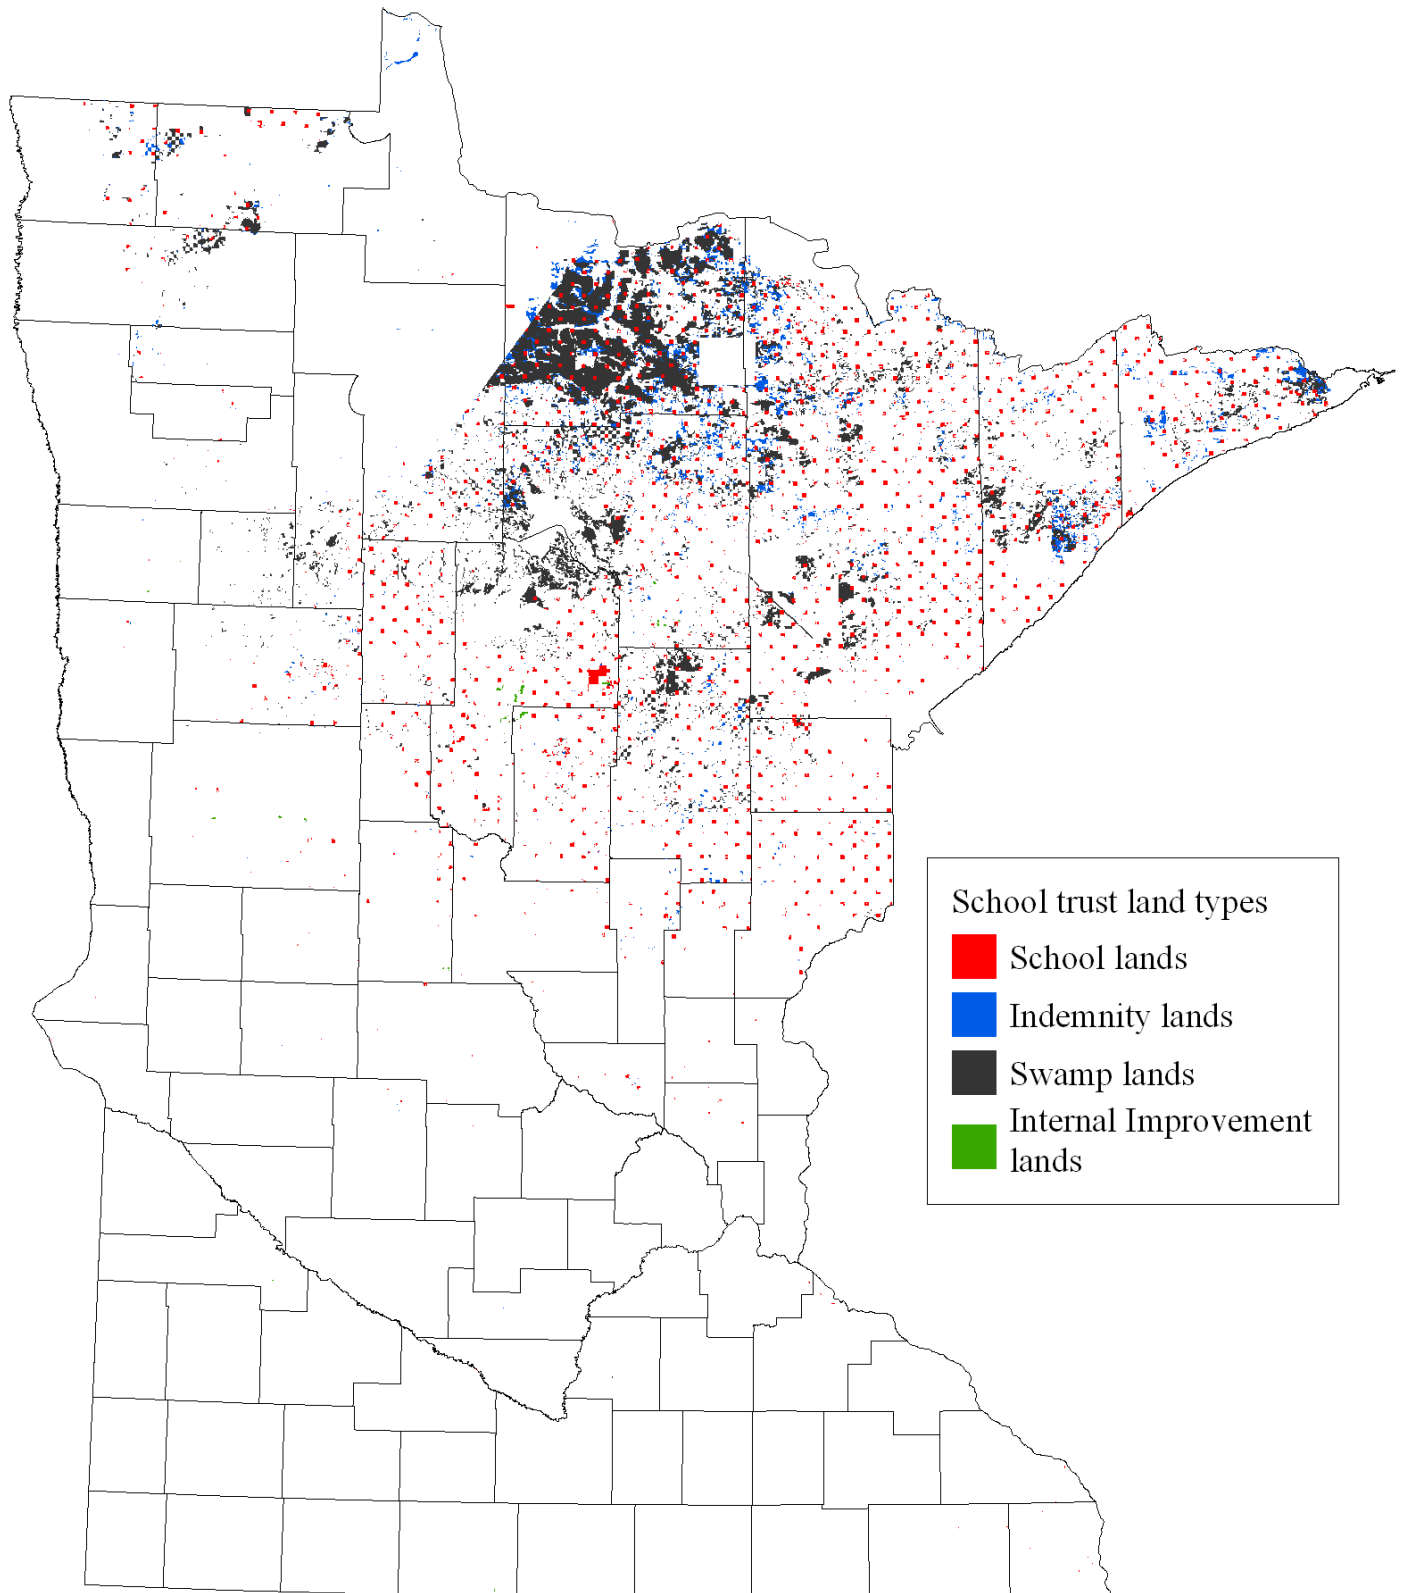 School trust land types
School lands
Indemnity lands
Swamp lands
Internal Improvement
lands